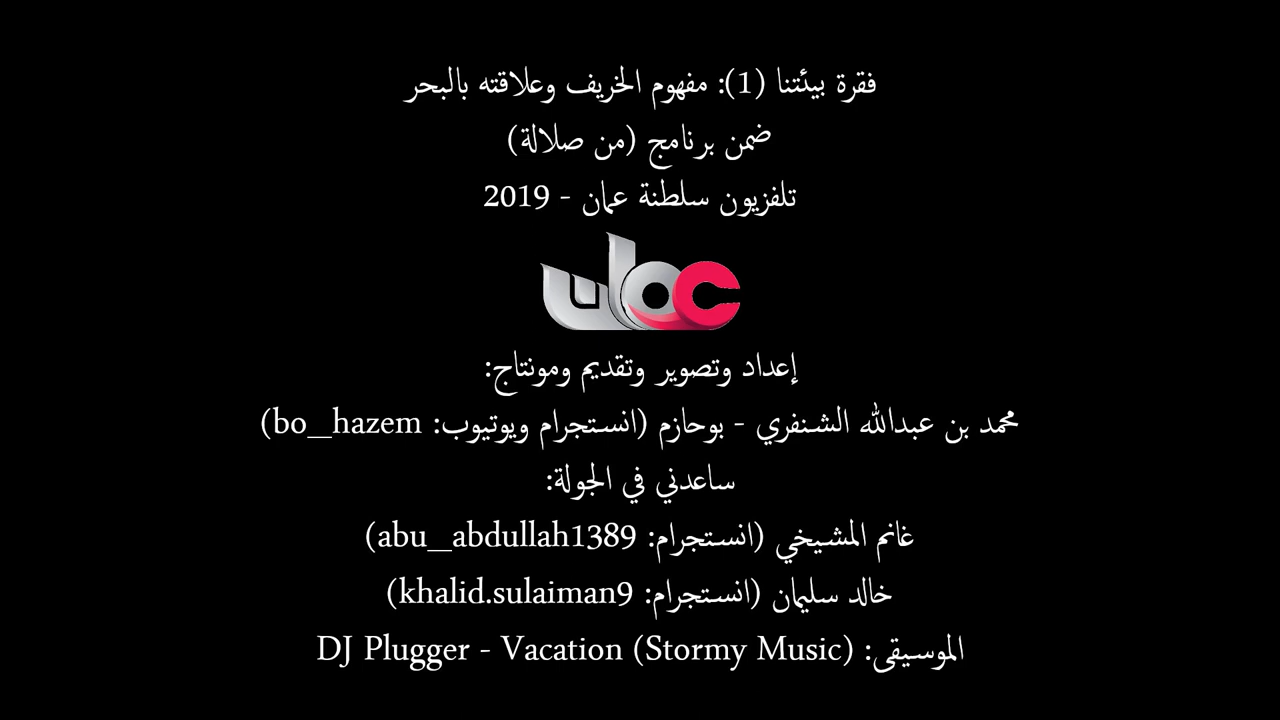 فقرة بيئتنا (1): مفهوم الخريف وعلاقته بالبحر
ضمن برنامج (من صلالة)
تلفزيون سلطنة عمان - 2019
إعداد وتصوير وتقديم ومونتاج:
محمد بن عبدالله الشنفري - بوحازم (انستجرام ويوتيوب: bo_hazem)
ساعدني في الجولة:
غانم المشيخي (انستجرام: abu_abdullah1389)
خالد سليمان (انستجرام: khalid.sulaiman9)
الموسيقى: DJ Plugger - Vacation (Stormy Music)